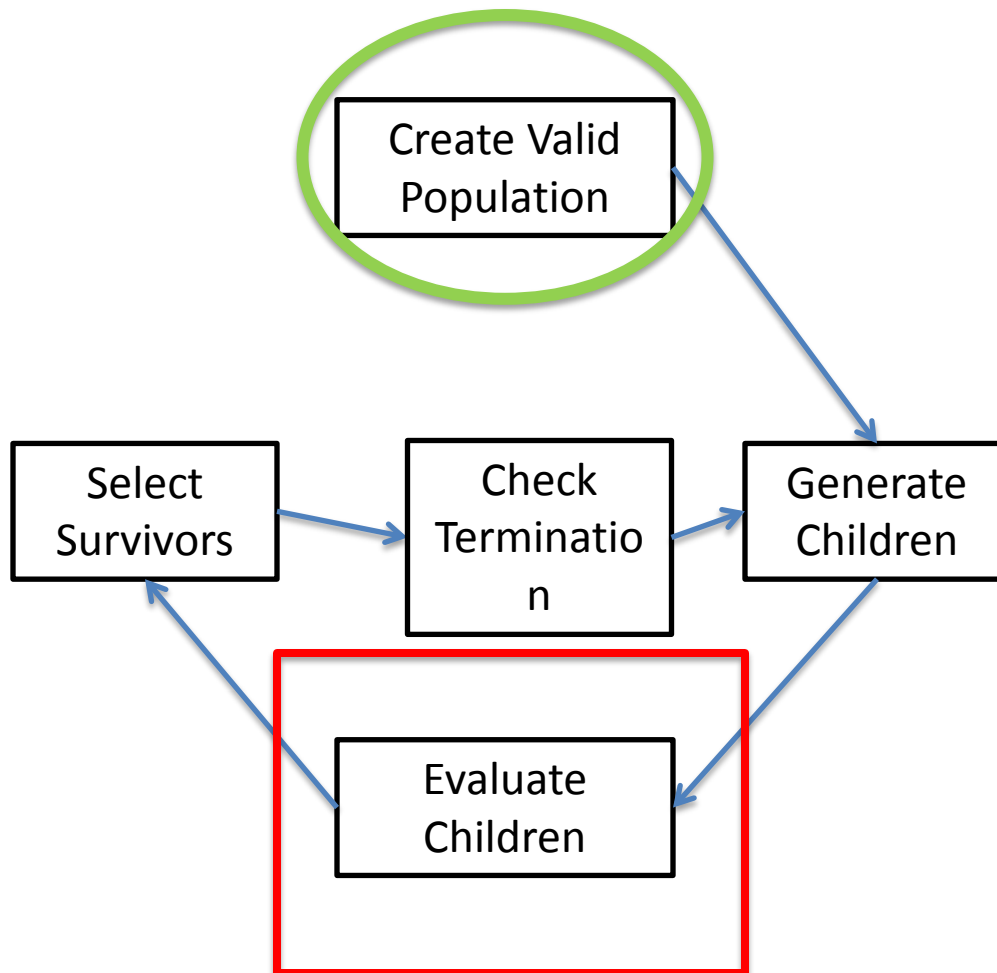 Create Valid
Population
Select
Survivors
Check
Terminatio
n
Generate
Children
Evaluate
Children